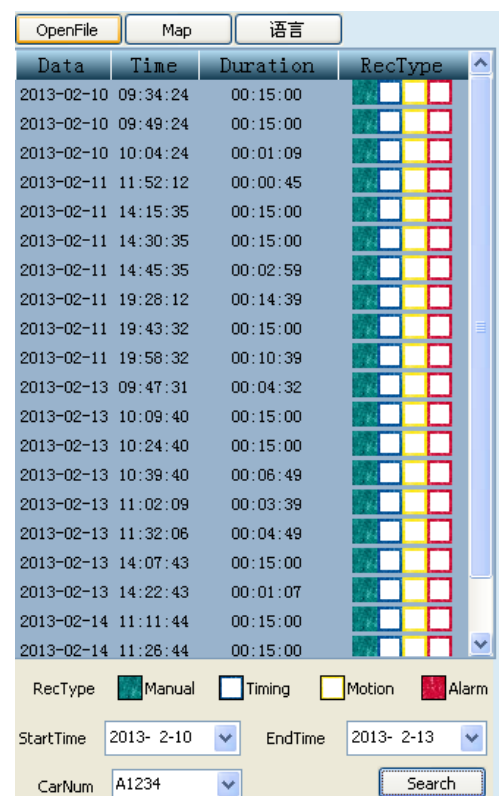 OpenFile Map 语言
Data Time Duration RecType
2013-02-10 09:34:24 00:15:00
2013-02-10 09:49:24 00:15:00
2013-02-10 10:04:24 00:01:09
2013-02-11 11:52:12 00:00:45
2013-02-11 14:15:35 00:15:00
2013-02-11 14:30:35 00:15:00
2013-02-11 14:45:35 00:02:59
2013-02-11 19:28:12 00:14:39
2013-02-11 19:43:32 00:15:00
2013-02-11 19:58:32 00:10:39
2013-02-13 09:47:31 00:04:32
2013-02-13 10:09:40 00:15:00
2013-02-13 10:24:40 00:15:00
2013-02-13 10:39:40 00:06:49
2013-02-13 11:02:09 00:03:39
2013-02-13 11:32:06 00:04:49
2013-02-13 14:07:43 00:15:00
2013-02-13 14:22:43 00:01:07
2013-02-14 11:11:44 00:15:00
2013-02-14 11:26:44 00:15:00
RecType Manual Timing Motion Alarm
StartTime 2013- 2-10 EndTime 2013- 2-13
CarNum A1234 Search